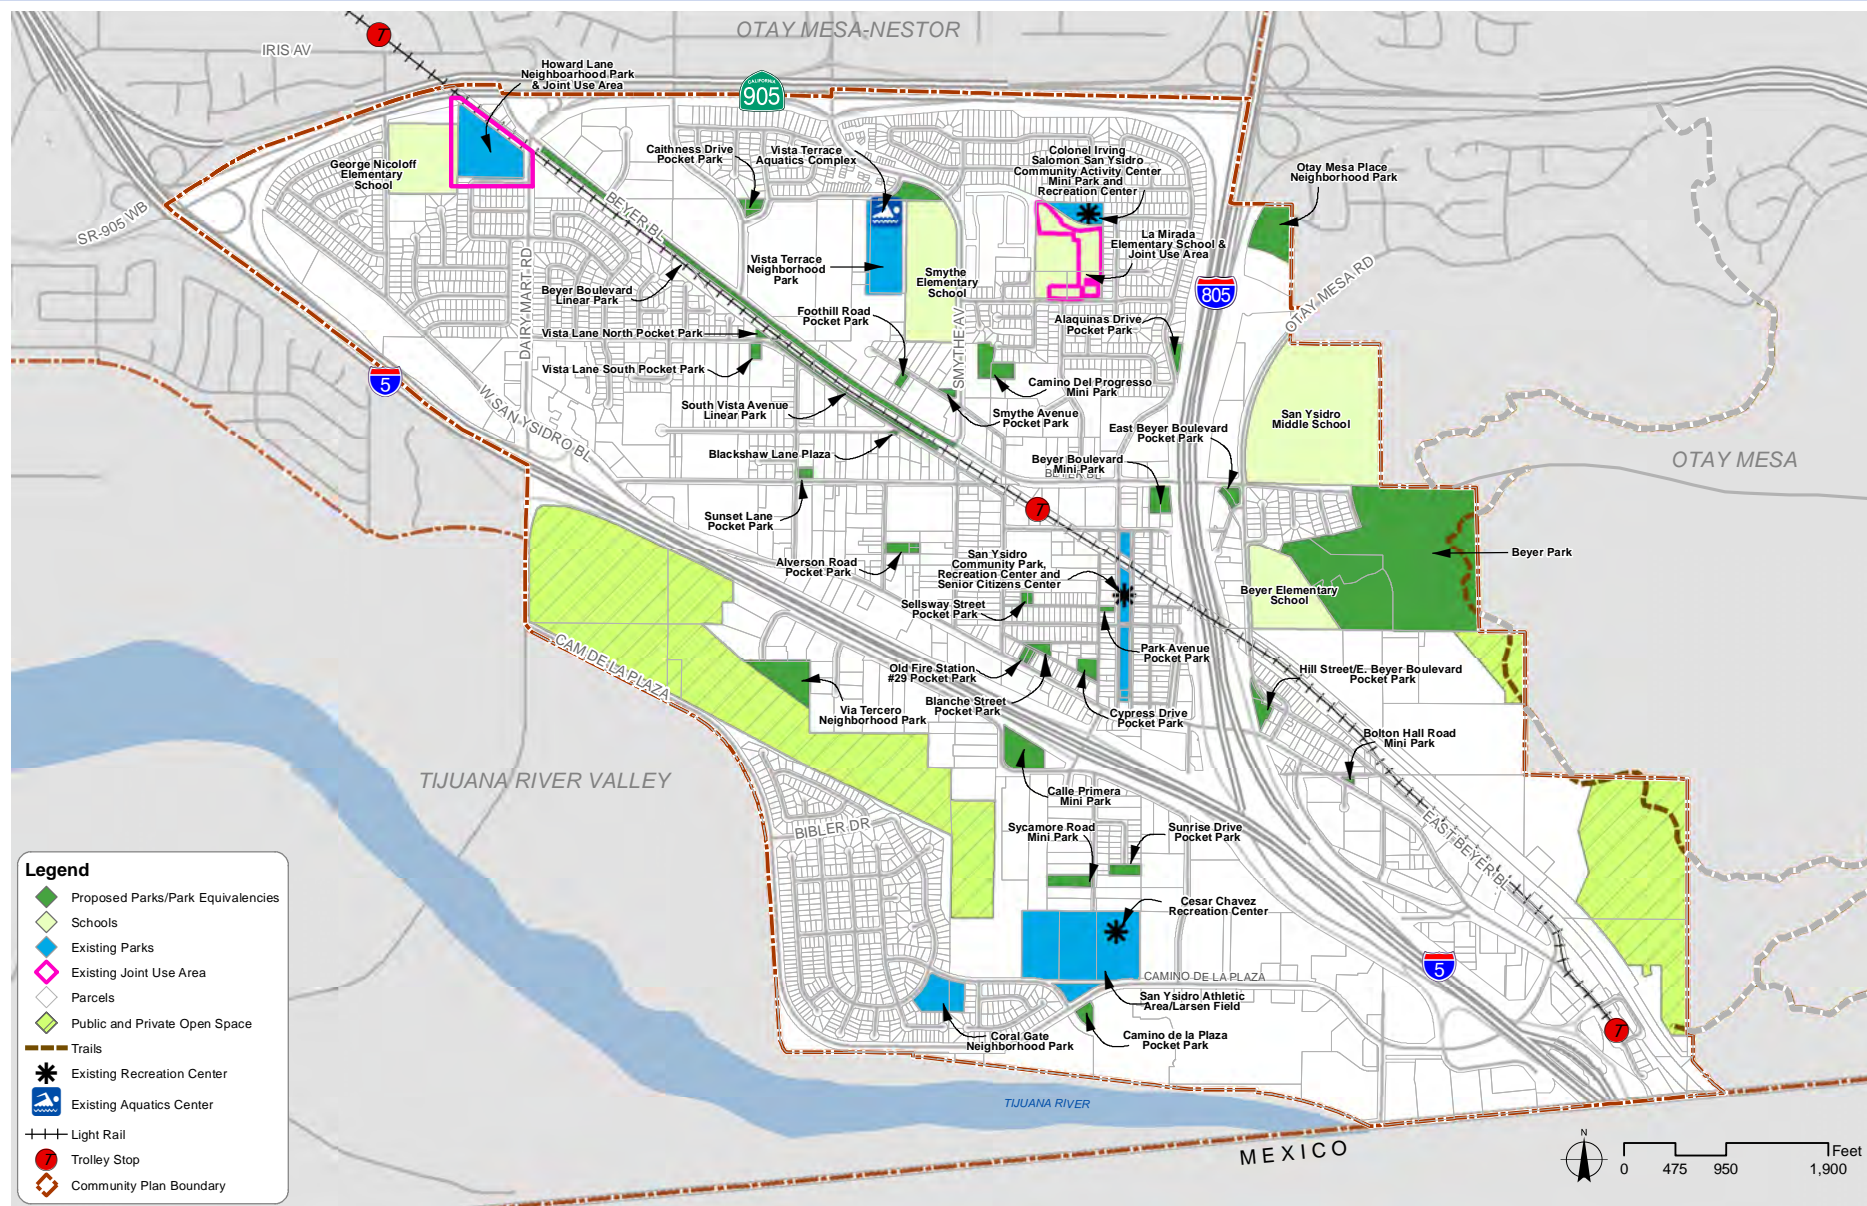 OTAY MESA-NESTOR
IRIS AV
T
Howard Lane
Neighboarhood Park
& Joint Use Area
CALIFORNIA
905
George Nicoloff
Elementary
School
Caithness Drive
Pocket Park
Vista Terrace
Aquatics Complex
Colonel Irving
Salomon San Ysidro
Community Activity Center
Mini Park and
Recreation Center
Otay Mesa Place
Neighborhood Park
SR-905 WB
BEYER BL
DAIRY MART RD
La Mirada
Elementary School &
Joint Use Area
Vista Terrace
Neighborhood
Park
Smythe
Elementary
School
805
OTAY MESA RD
Beyer Boulevard
Linear Park
Foothill Road
Pocket Park
Alaquinas Drive
Pocket Park
Vista Lane North Pocket Park
Vista Lane South Pocket Park
SMYTHE AV
5
W SAN YSIDRO BL
Camino Del Progresso
Mini Park
South Vista Avenue
Linear Park
Smythe Avenue
Pocket Park
San Ysidro
Middle School
East Beyer Boulevard
Pocket Park
Blackshaw Lane Plaza
Beyer Boulevard
Mini Park
BEYER BL
OTAY MESA
Sunset Lane
Pocket Park
T
Alverson Road
Pocket Park
San Ysidro
Community Park,
Recreation Center and
Senior Citizens Center
Beyer Park
Beyer Elementary
School
Sellsway Street
Pocket Park
Park Avenue
Pocket Park
CAM DE LA PLAZA
Old Fire Station
#29 Pocket Park
Hill Street/E. Beyer Boulevard
Pocket Park
Via Tercero
Neighborhood Park
Blanche Street
Pocket Park
Cypress Drive
Pocket Park
Bolton Hall Road
Mini Park
TIJUANA RIVER VALLEY
Calle Primera
Mini Park
BIBLER DR
Sycamore Road
Mini Park
Sunrise Drive
Pocket Park
EAST BEYER BL
Cesar Chavez
Recreation Center
5
CAMINO DE LA PLAZA
San Ysidro Athletic
Area/Larsen Field
Coral Gate
Neighborhood Park
Camino de la Plaza
Pocket Park
T
TIJUANA RIVER
MEXICO
Legend
Proposed Parks/Park Equivalencies
Schools
Existing Parks
Existing Joint Use Area
Parcels
Public and Private Open Space
Trails
Existing Recreation Center
Existing Aquatics Center
Light Rail
T Trolley Stop
Community Plan Boundary
N
Feet
0 475 950 1,900